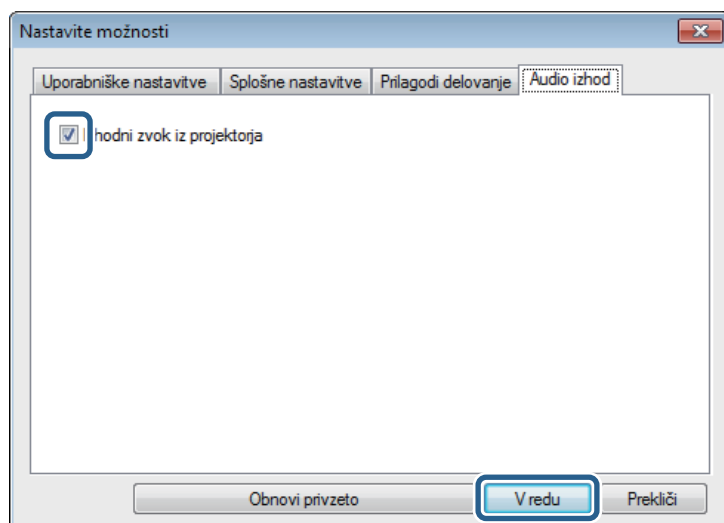 Nastavite možnosti
Uporabniške nastavitve Splošne nastavitve Prilagodi delovanje Audio izhod
hodni zvok iz projektorja
Obnovi privzeto V redu Prekliči